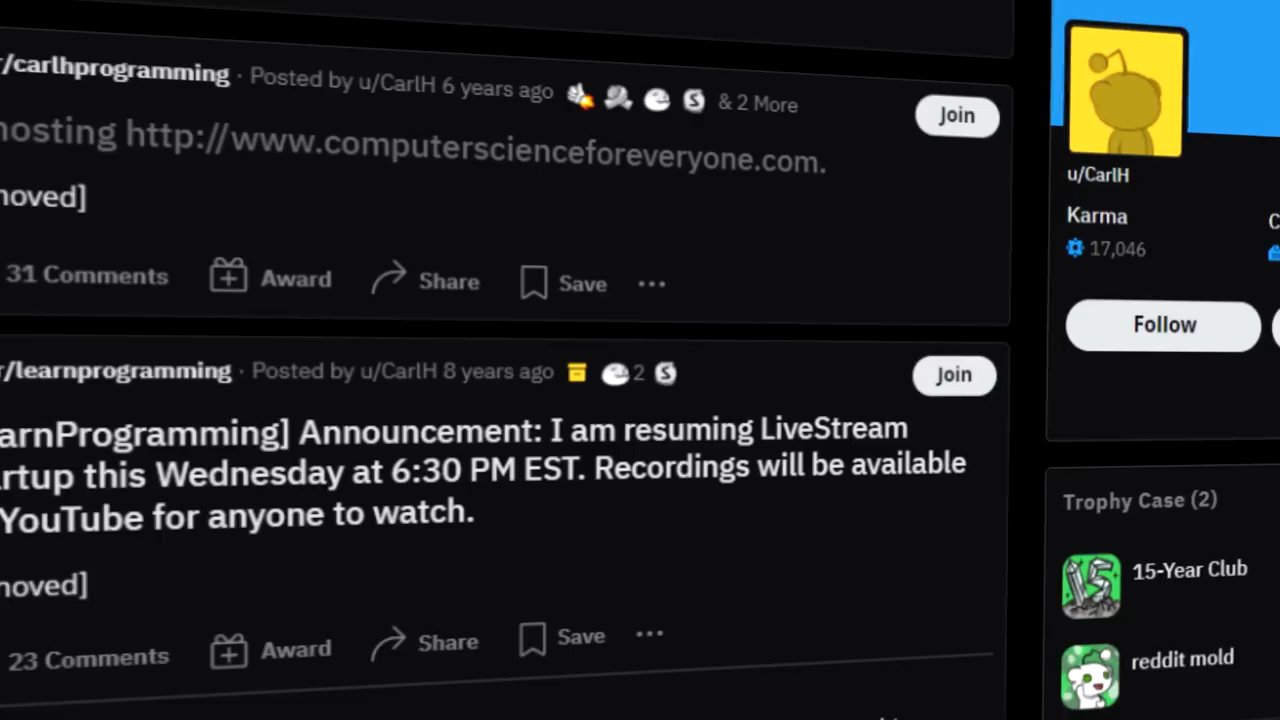 r/carlhprogramming · Posted by u/CarlH 6 years ago & 2 More
Join
hosting http://www.computerscienceforeveryone.com.
moved]
31 Comments Award Share Save ...
r/learnprogramming · Posted by u/CarlH 8 years ago 2
Join
arnProgramming] Announcement: I am resuming LiveStream
artup this Wednesday at 6:30 PM EST. Recordings will be available
YouTube for anyone to watch.
moved]
23 Comments Award Share Save ...
u/CarlH
Karma
17,046
Follow
Trophy Case (2)
15-Year Club
reddit mold